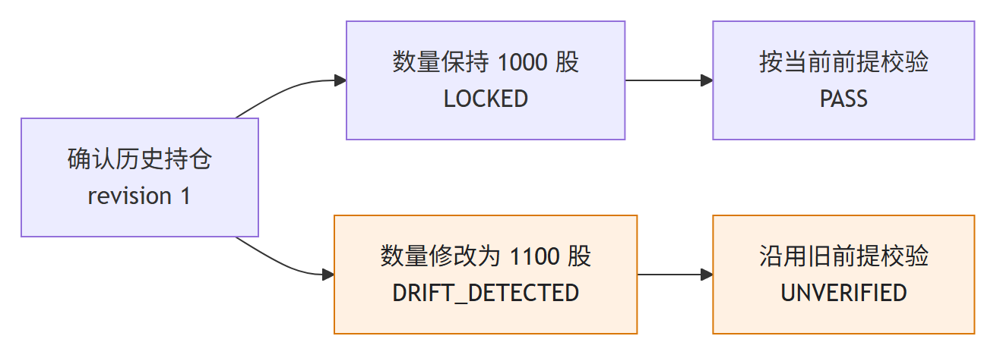 确认历史持仓
revision 1
数量保持 1000 股
LOCKED
按当前前提校验
PASS
数量修改为 1100 股
DRIFT_DETECTED
沿用旧前提校验
UNVERIFIED